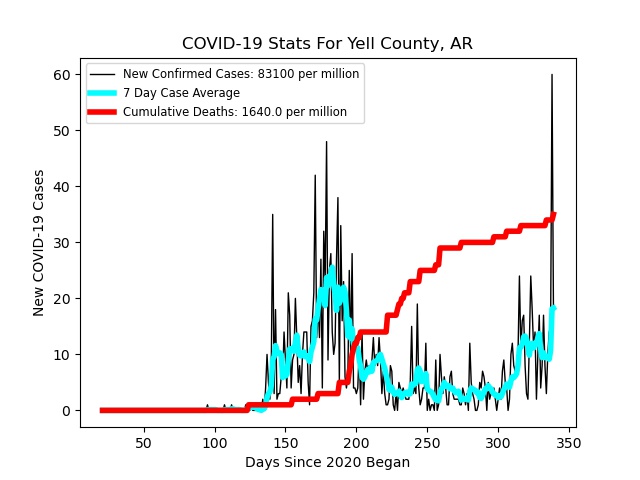 COVID-19 Stats For Yell County, AR
New Confirmed Cases: 83100 per million
7 Day Case Average
Cumulative Deaths: 1640.0 per million
New COVID-19 Cases
60
50
40
30
20
10
0
50 100 150 200 250 300 350
Days Since 2020 Began